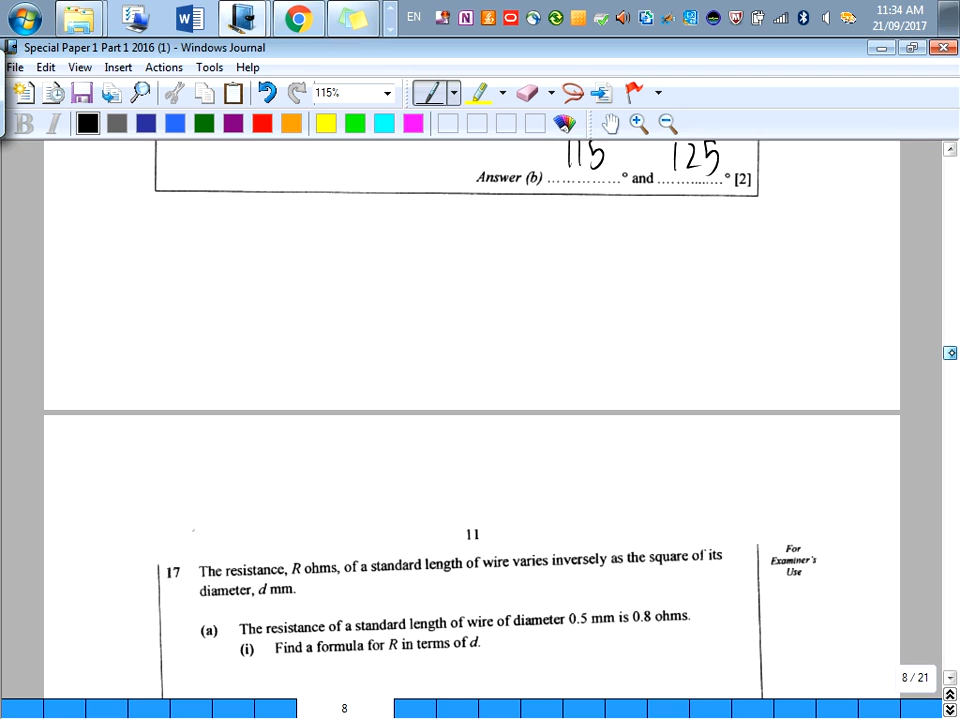 EN
11:34 AM
21/09/2017
Special Paper 1 Part 1 2016 (1) - Windows Journal
File Edit View Insert Actions Tools Help
115%
B I
115 125
Answer (b) ……………° and ……….....…° [2]
11
For
Examiner's
Use
17 The resistance, R ohms, of a standard length of wire varies inversely as the square of its
diameter, d mm.
(a) The resistance of a standard length of wire of diameter 0.5 mm is 0.8 ohms.
(i) Find a formula for R in terms of d.
8 / 21
8